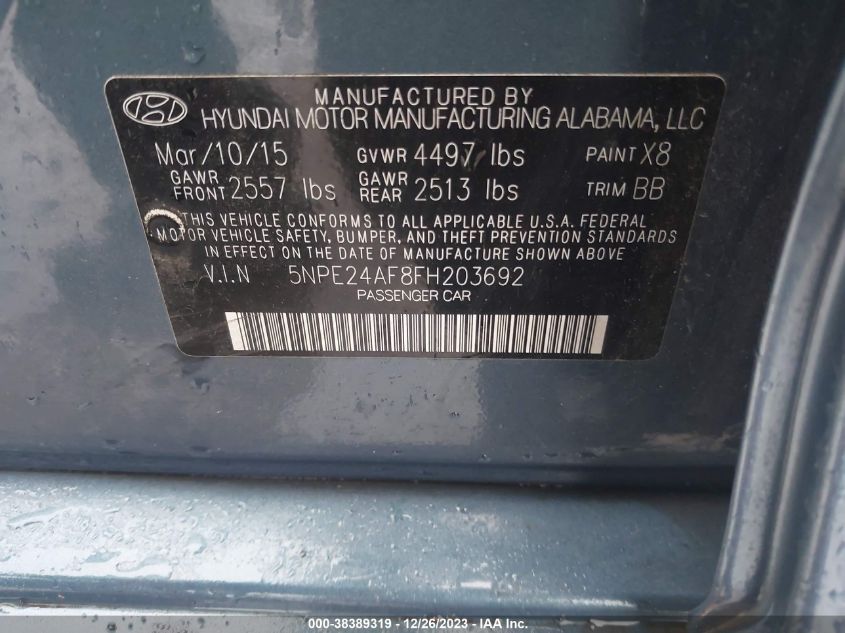 MANUFACTURED BY
HYUNDAI MOTOR MANUFACTURING ALABAMA, LLC
Mar/10/15 GVWR 4497 lbs PAINT X8
GAWR FRONT 2557 lbs GAWR REAR 2513 lbs TRIM BB
THIS VEHICLE CONFORMS TO ALL APPLICABLE U.S.A. FEDERAL
MOTOR VEHICLE SAFETY, BUMPER, AND THEFT PREVENTION STANDARDS
IN EFFECT ON THE DATE OF MANUFACTURE SHOWN ABOVE
V.I.N 5NPE24AF8FH203692
PASSENGER CAR
000-38389319 - 12/26/2023 - IAA Inc.